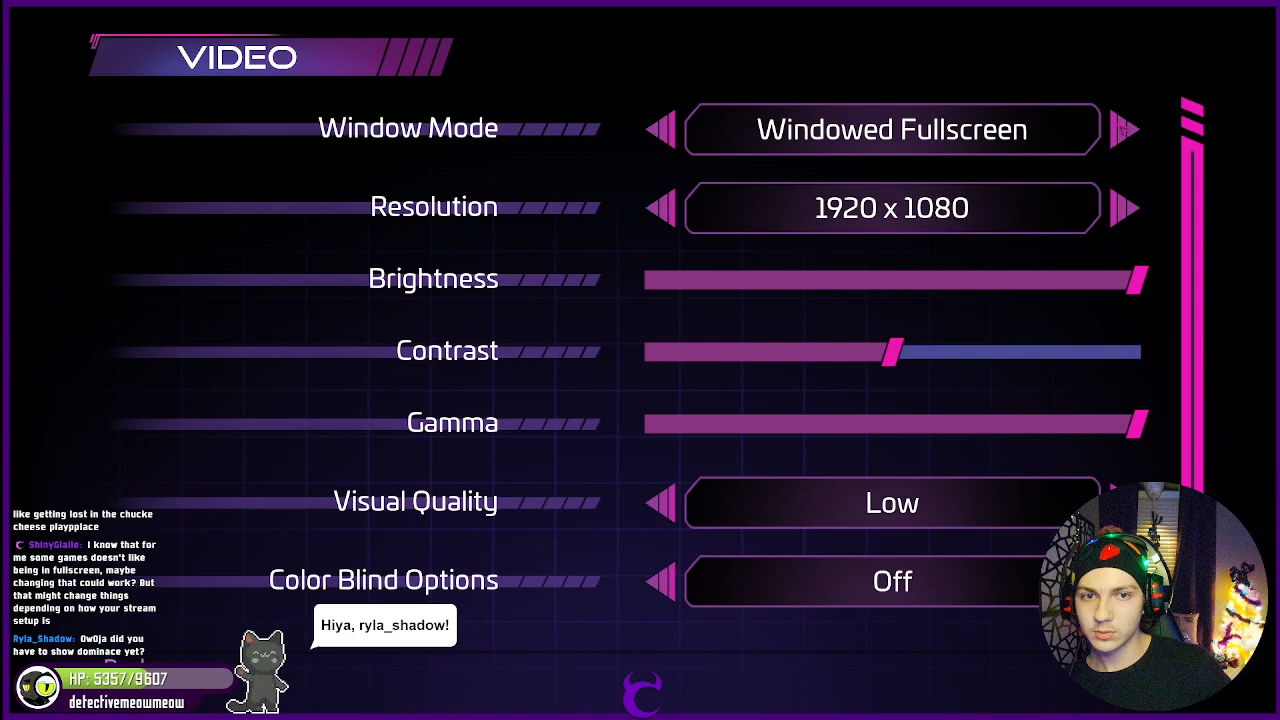 VIDEO
Window Mode
Windowed Fullscreen
Resolution
1920 x 1080
Brightness
Contrast
Gamma
Visual Quality
Low
Color Blind Options
Off
like getting lost in the chucke
cheese playpplace
ShinyGlalie: I know that for
me some games doesn't like
being in fullscreen, maybe
changing that could work? But
that might change things
depending on how your stream
setup is
Ryla_Shadow: OwOja did you
have to show dominace yet?
Hiya, ryla_shadow!
HP: 5357/9607
detectivemeowmeow